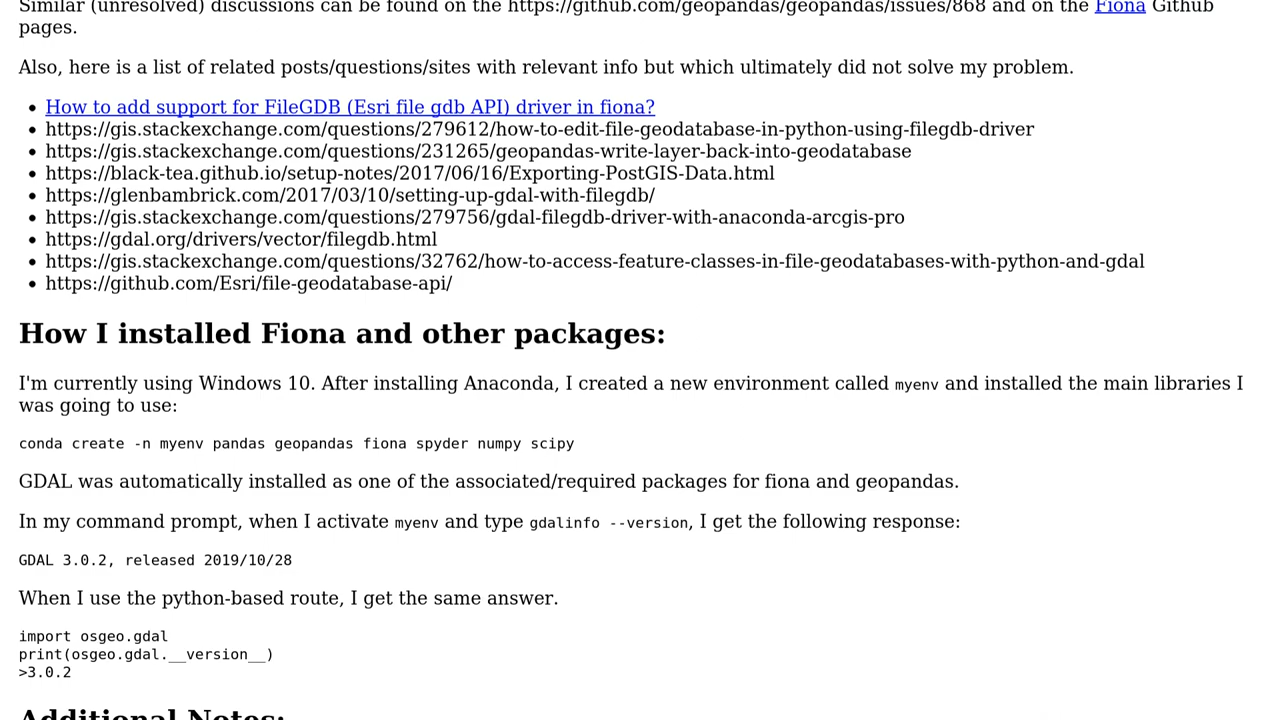 Similar (unresolved) discussions can be found on the https://github.com/geopandas/geopandas/issues/868 and on the Fiona Github
pages.
Also, here is a list of related posts/questions/sites with relevant info but which ultimately did not solve my problem.
• How to add support for FileGDB (Esri file gdb API) driver in fiona?
• https://gis.stackexchange.com/questions/279612/how-to-edit-file-geodatabase-in-python-using-filegdb-driver
• https://gis.stackexchange.com/questions/231265/geopandas-write-layer-back-into-geodatabase
• https://black-tea.github.io/setup-notes/2017/06/16/Exporting-PostGIS-Data.html
• https://glenbambrick.com/2017/03/10/setting-up-gdal-with-filegdb/
• https://gis.stackexchange.com/questions/279756/gdal-filegdb-driver-with-anaconda-arcgis-pro
• https://gdal.org/drivers/vector/filegdb.html
• https://gis.stackexchange.com/questions/32762/how-to-access-feature-classes-in-file-geodatabases-with-python-and-gdal
• https://github.com/Esri/file-geodatabase-api/
How I installed Fiona and other packages:
I'm currently using Windows 10. After installing Anaconda, I created a new environment called myenv and installed the main libraries I
was going to use:
conda create -n myenv pandas geopandas fiona spyder numpy scipy
GDAL was automatically installed as one of the associated/required packages for fiona and geopandas.
In my command prompt, when I activate myenv and type gdalinfo --version, I get the following response:
GDAL 3.0.2, released 2019/10/28
When I use the python-based route, I get the same answer.
import osgeo.gdal
print(osgeo.gdal.__version__)
>3.0.2
Additional Notes: